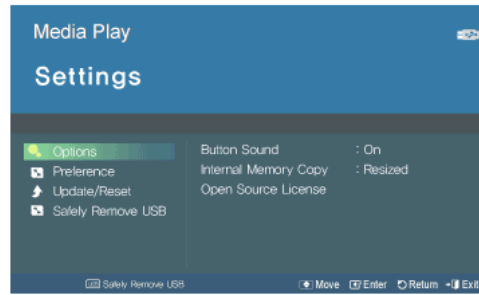 Media Play
Settings
Options
Preference
Update/Reset
Safely Remove USB
Button Sound : On
Internal Memory Copy : Resized
Open Source License
Safely Remove USB
Move Enter Return Exit